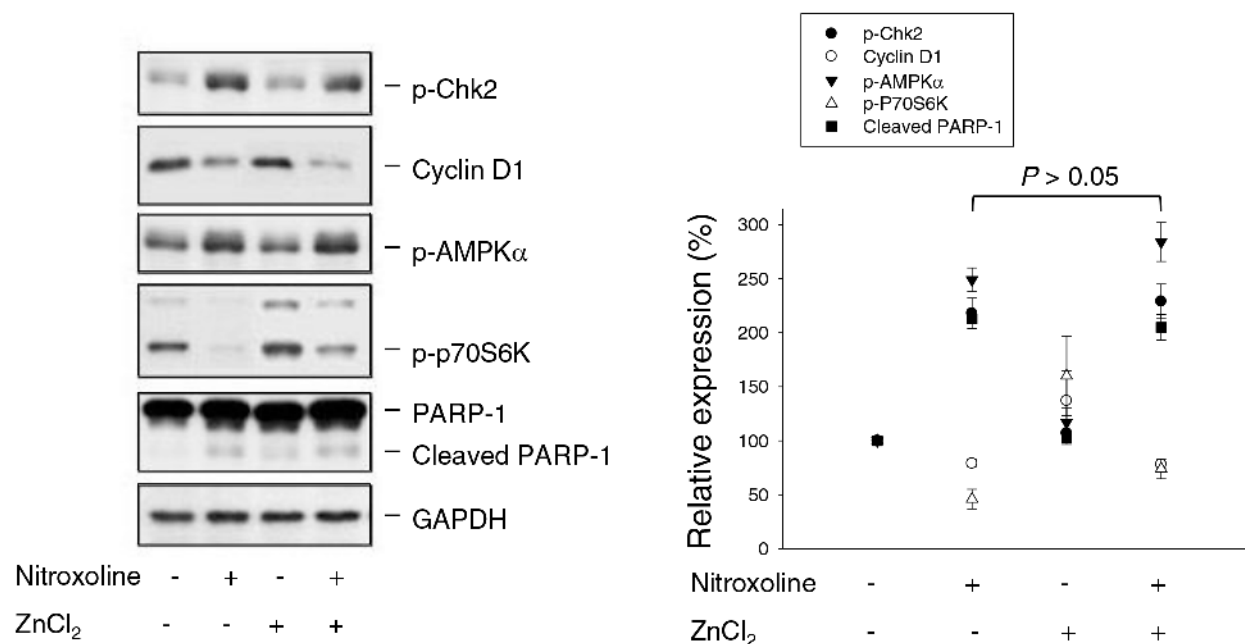 p-Chk2
Cyclin D1
p-AMPKα
p-p70S6K
PARP-1
Cleaved PARP-1
GAPDH
Nitroxoline - + - +
ZnCl₂ - - + +
p-Chk2
Cyclin D1
p-AMPKα
p-P70S6K
Cleaved PARP-1
P > 0.05
Relative expression (%)
300
250
200
150
100
50
0
Nitroxoline - + - +
ZnCl₂ - - + +